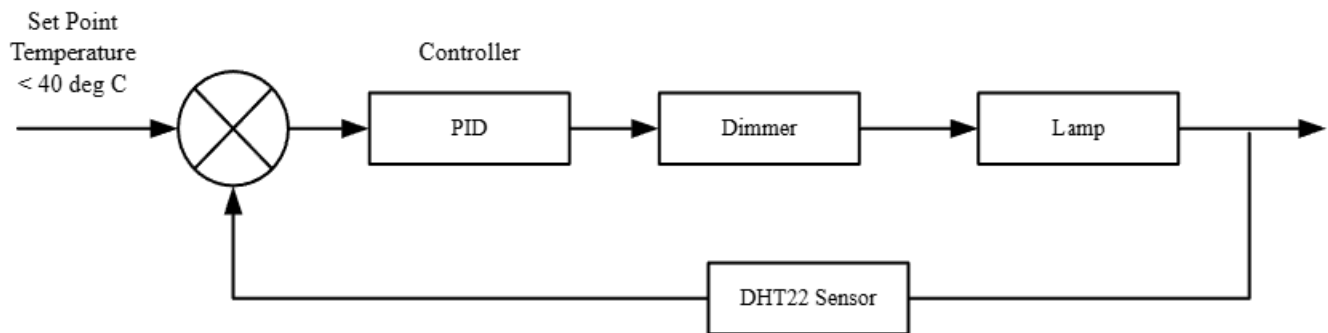 Set Point
Temperature
< 40 deg C
Controller
PID
Dimmer
Lamp
DHT22 Sensor